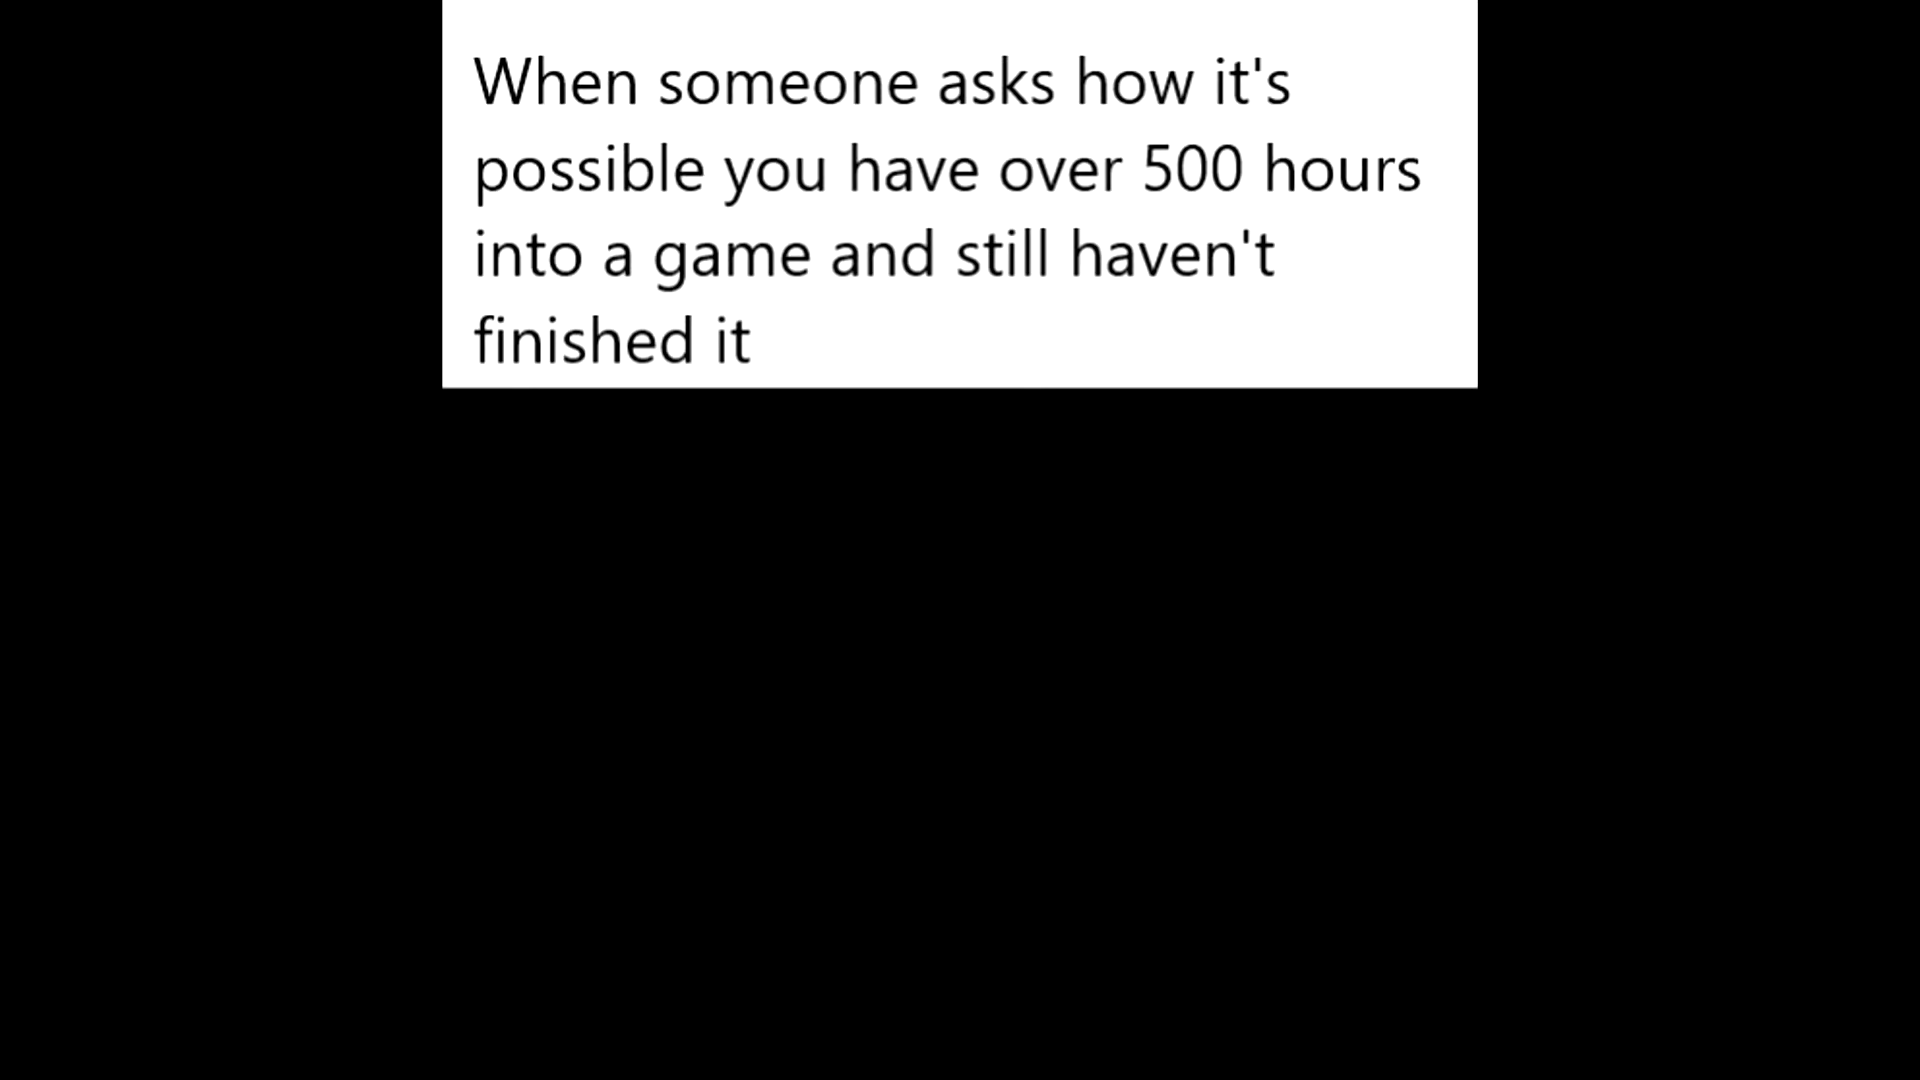 When someone asks how it's
possible you have over 500 hours
into a game and still haven't
finished it